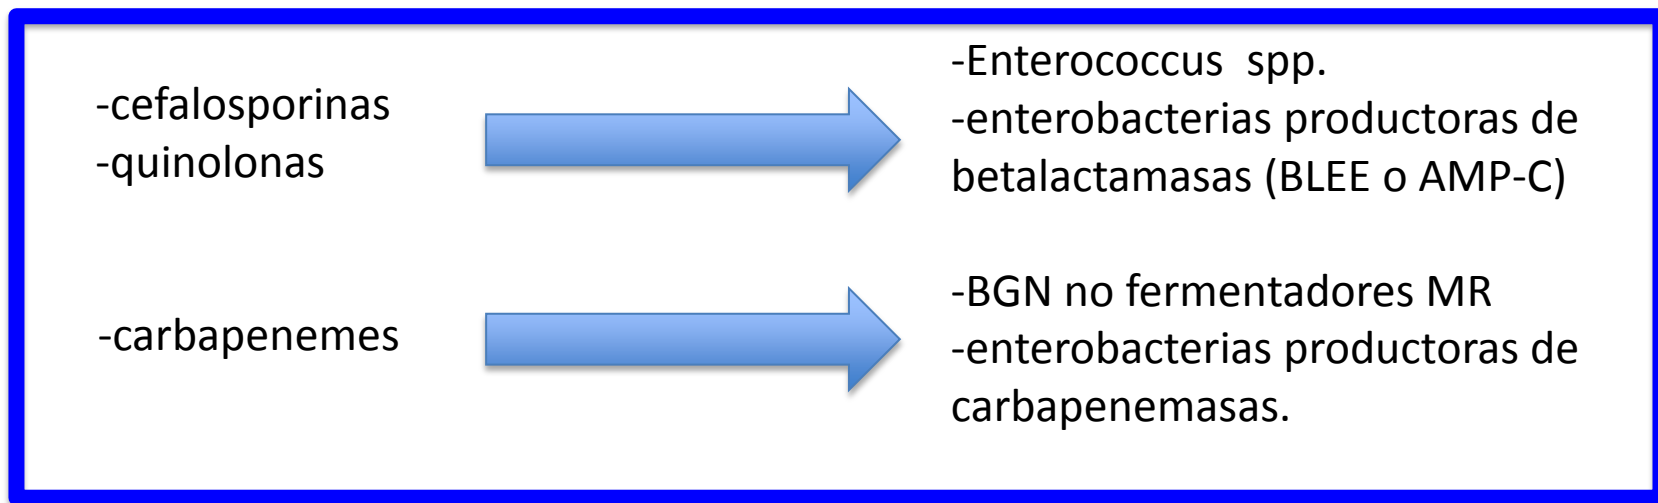 -cefalosporinas
-quinolonas
-Enterococcus  spp.
-enterobacterias productoras de
betalactamasas (BLEE o AMP-C)
-carbapenemes
-BGN no fermentadores MR
-enterobacterias productoras de
carbapenemasas.